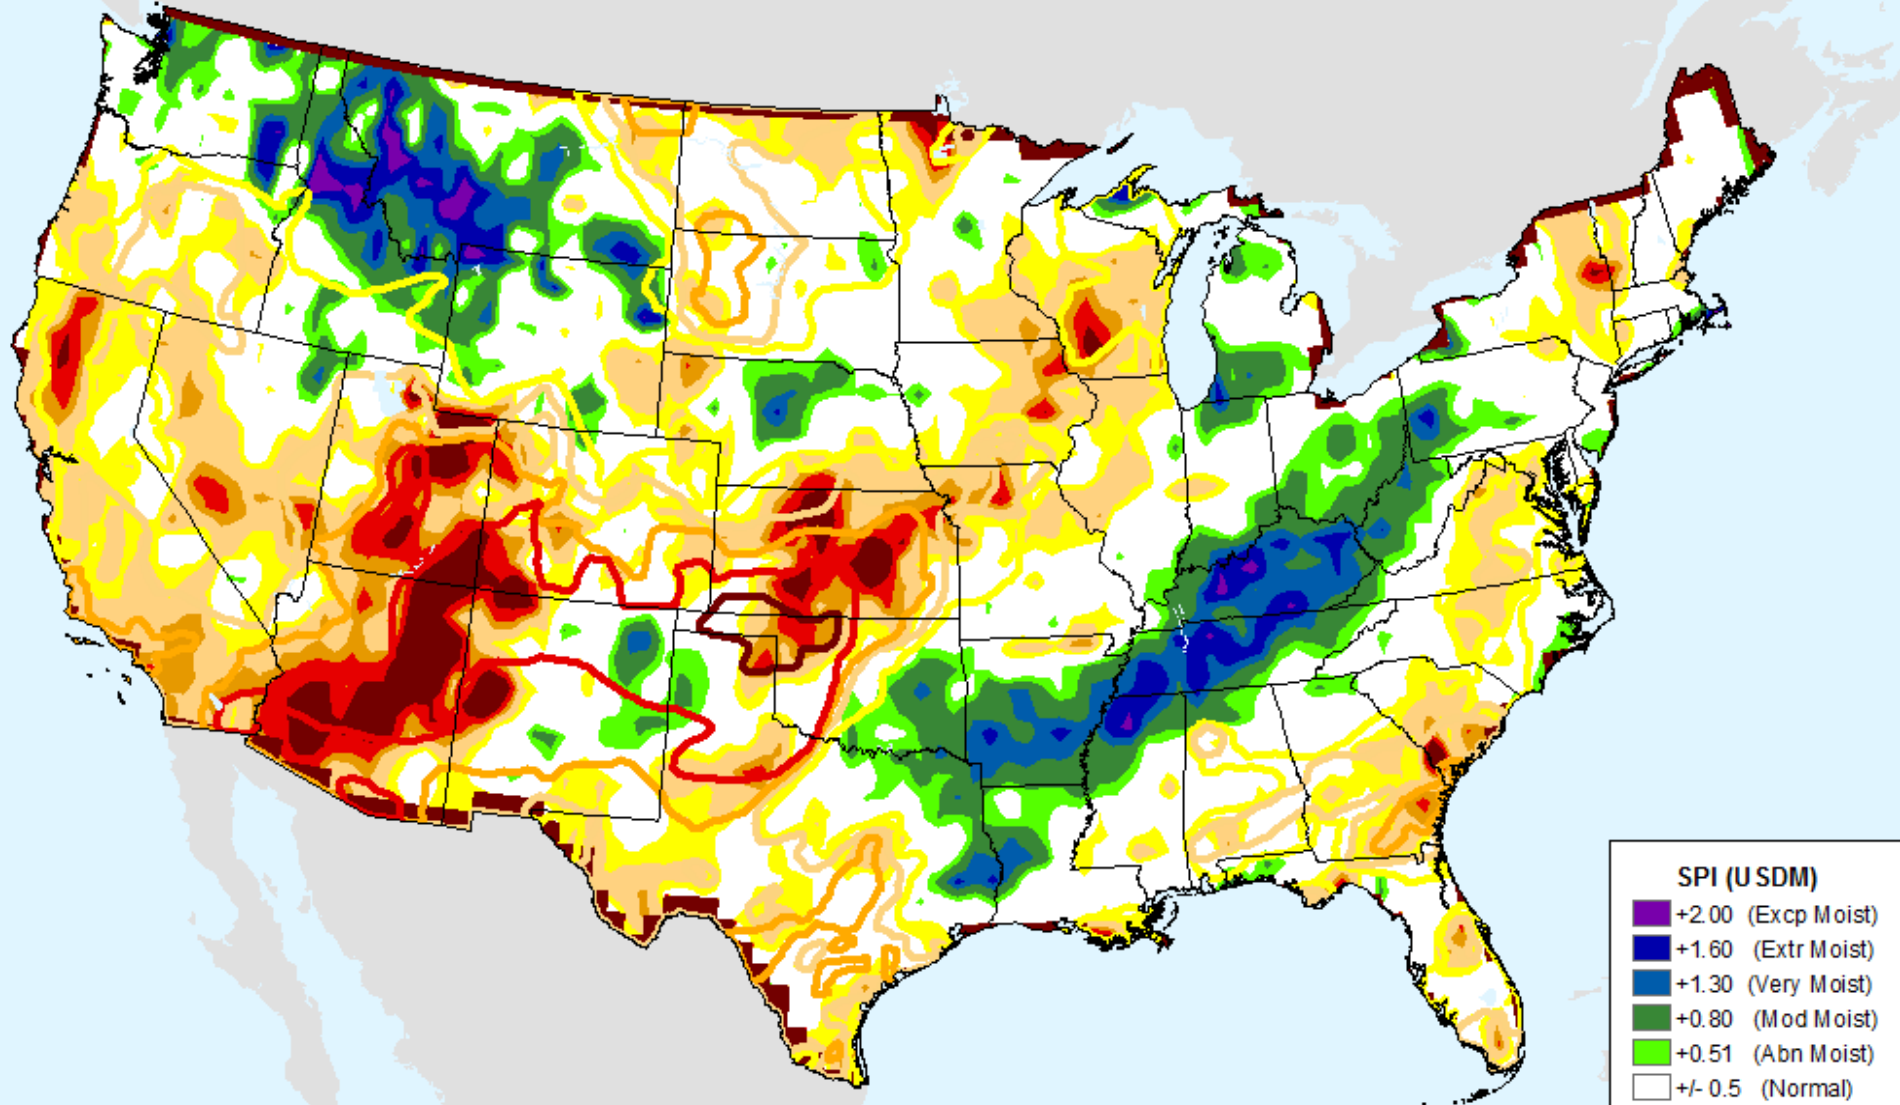 SPI (USDM)
+2.00 (Excp Moist)
+1.60 (Extr Moist)
+1.30 (Very Moist)
+0.80 (Mod Moist)
+0.51 (Abn Moist)
+/- 0.5 (Normal)